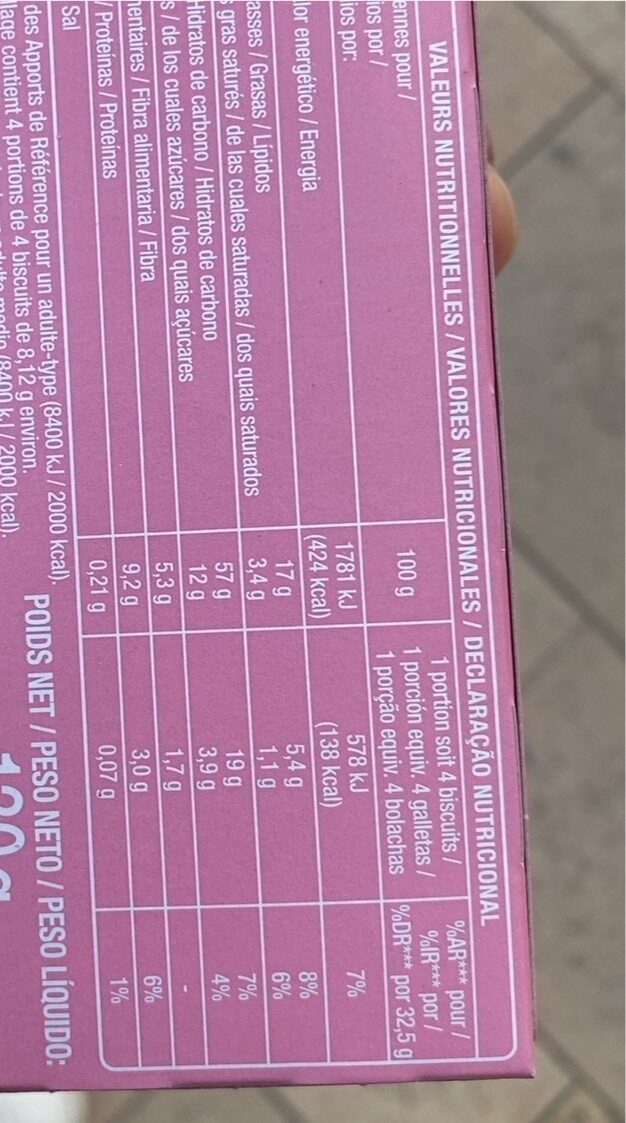 VALEURS NUTRITIONNELLES / VALORES NUTRICIONALES / DECLARAÇÃO NUTRICIONAL
ennes pour / 100 g 1 portion soit 4 biscuits / %AR*** pour /
ios por / 1 porción equiv. 4 galletas / %IR*** por /
ios por: 1 porção equiv. 4 bolachas %DR*** por 32,5 g
lor energético / Energia 1781 kJ 578 kJ 7%
(424 kcal) (138 kcal)
asses / Grasas / Lípidos 17 g 5,4 g 8%
gras saturés / de las cuales saturadas / dos quais saturados 3,4 g 1,1 g 6%
Hidratos de carbono / Hidratos de carbono 57 g 19 g 7%
s / de los cuales azúcares / dos quais açúcares 12 g 3,9 g 4%
mentaires / Fibra alimentaria / Fibra 5,3 g 1,7 g -
/ Proteínas / Proteínas 9,2 g 3,0 g 6%
Sal 0,21 g 0,07 g 1%
des Apports de Référence pour un adulte-type (8400 kJ / 2000 kcal).
contient 4 portions de 4 biscuits de 8,12 g environ.
medio (8400 kJ / 2000 kcal).
POIDS NET / PESO NETO / PESO LÍQUIDO: